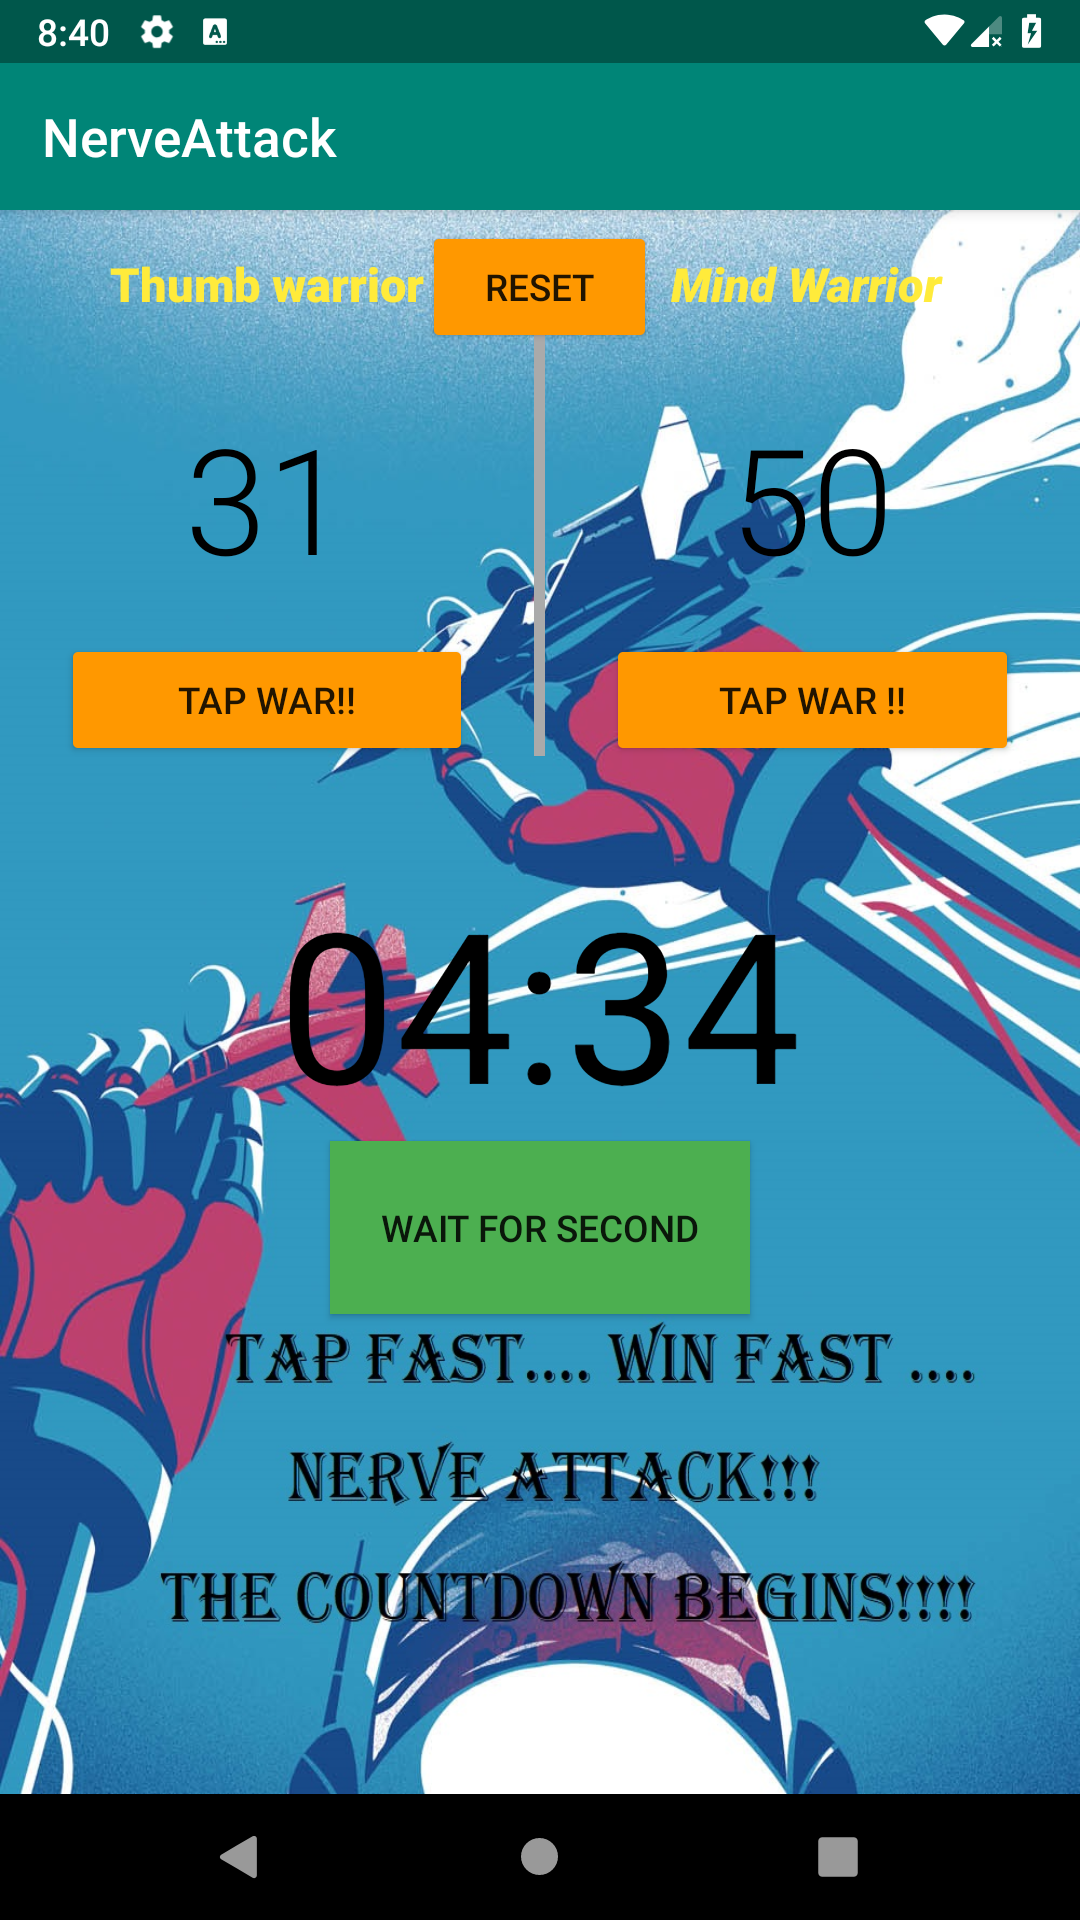 8:40
NerveAttack
Thumb warrior RESET Mind Warrior
31 50
TAP WAR!! TAP WAR !!
04:34
WAIT FOR SECOND
TAP FAST.... WIN FAST ....
NERVE ATTACK!!!
THE COUNTDOWN BEGINS!!!!